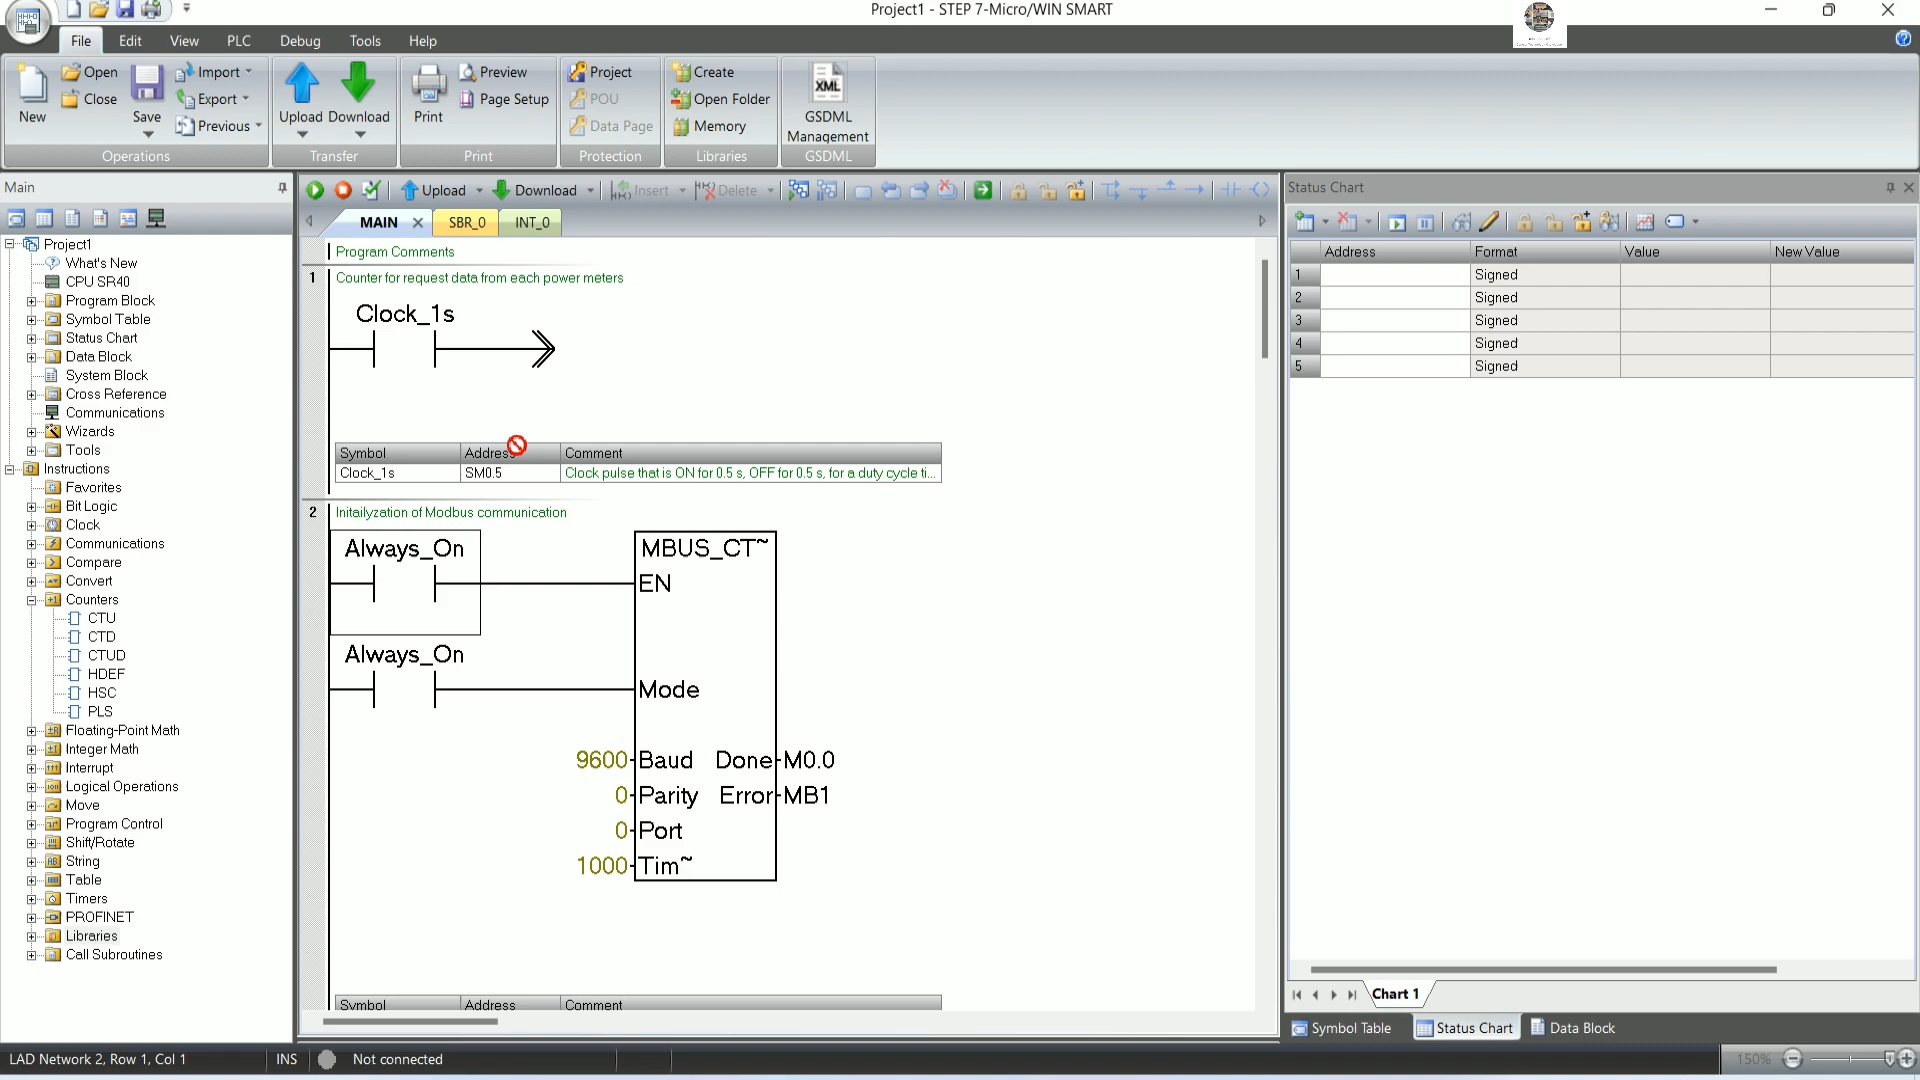 Project1 - STEP 7-Micro/WIN SMART
File Edit View PLC Debug Tools Help
New
Open
Close
Save
Import
Export
Previous
Operations
Upload Download
Transfer
Print
Preview
Page Setup
Print
Project
POU
Data Page
Protection
Create
Open Folder
Memory
Libraries
XML
GSDML
Management
GSDML
Main
Project1
What's New
CPU SR40
Program Block
Symbol Table
Status Chart
Data Block
System Block
Cross Reference
Communications
Wizards
Tools
Instructions
Favorites
Bit Logic
Clock
Communications
Compare
Convert
Counters
CTU
CTD
CTUD
HDEF
HSC
PLS
Floating-Point Math
Integer Math
Interrupt
Logical Operations
Move
Program Control
Shift/Rotate
String
Table
Timers
PROFINET
Libraries
Call Subroutines
Upload Download Insert Delete
MAIN SBR_0 INT_0
Program Comments
1 Counter for request data from each power meters
Clock_1s
Symbol Address Comment
Clock_1s SM0.5 Clock pulse that is ON for 0.5 s, OFF for 0.5 s, for a duty cycle ti...
2 Initailyzation of Modbus communication
Always_On MBUS_CT~
EN
Always_On
Mode
9600 Baud Done M0.0
0 Parity Error MB1
0 Port
1000 Tim~
Symbol Address Comment
Status Chart
Address Format Value New Value
1 Signed
2 Signed
3 Signed
4 Signed
5 Signed
Chart 1
Symbol Table Status Chart Data Block
LAD Network 2, Row 1, Col 1 INS Not connected 150%